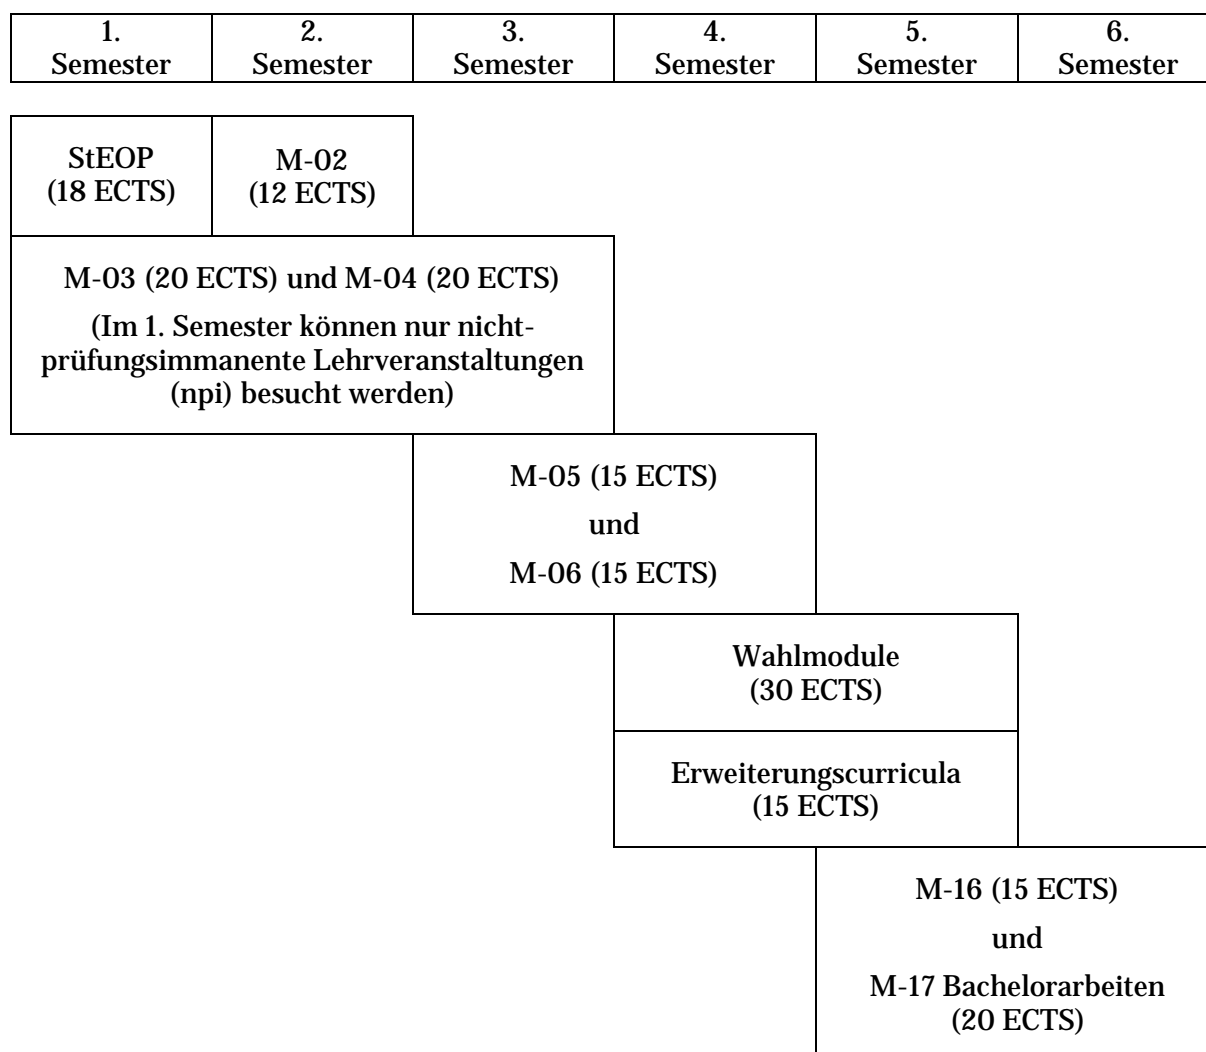 1.
Semester
2.
Semester
3.
Semester
4.
Semester
5.
Semester
6.
Semester
StEOP
(18 ECTS)
M-02
(12 ECTS)
M-03 (20 ECTS) und M-04 (20 ECTS)
(Im 1. Semester können nur nicht-
prüfungsimmanente Lehrveranstaltungen
(npi) besucht werden)
M-05 (15 ECTS)
und
M-06 (15 ECTS)
Wahlmodule
(30 ECTS)
Erweiterungscurricula
(15 ECTS)
M-16 (15 ECTS)
und
M-17 Bachelorarbeiten
(20 ECTS)